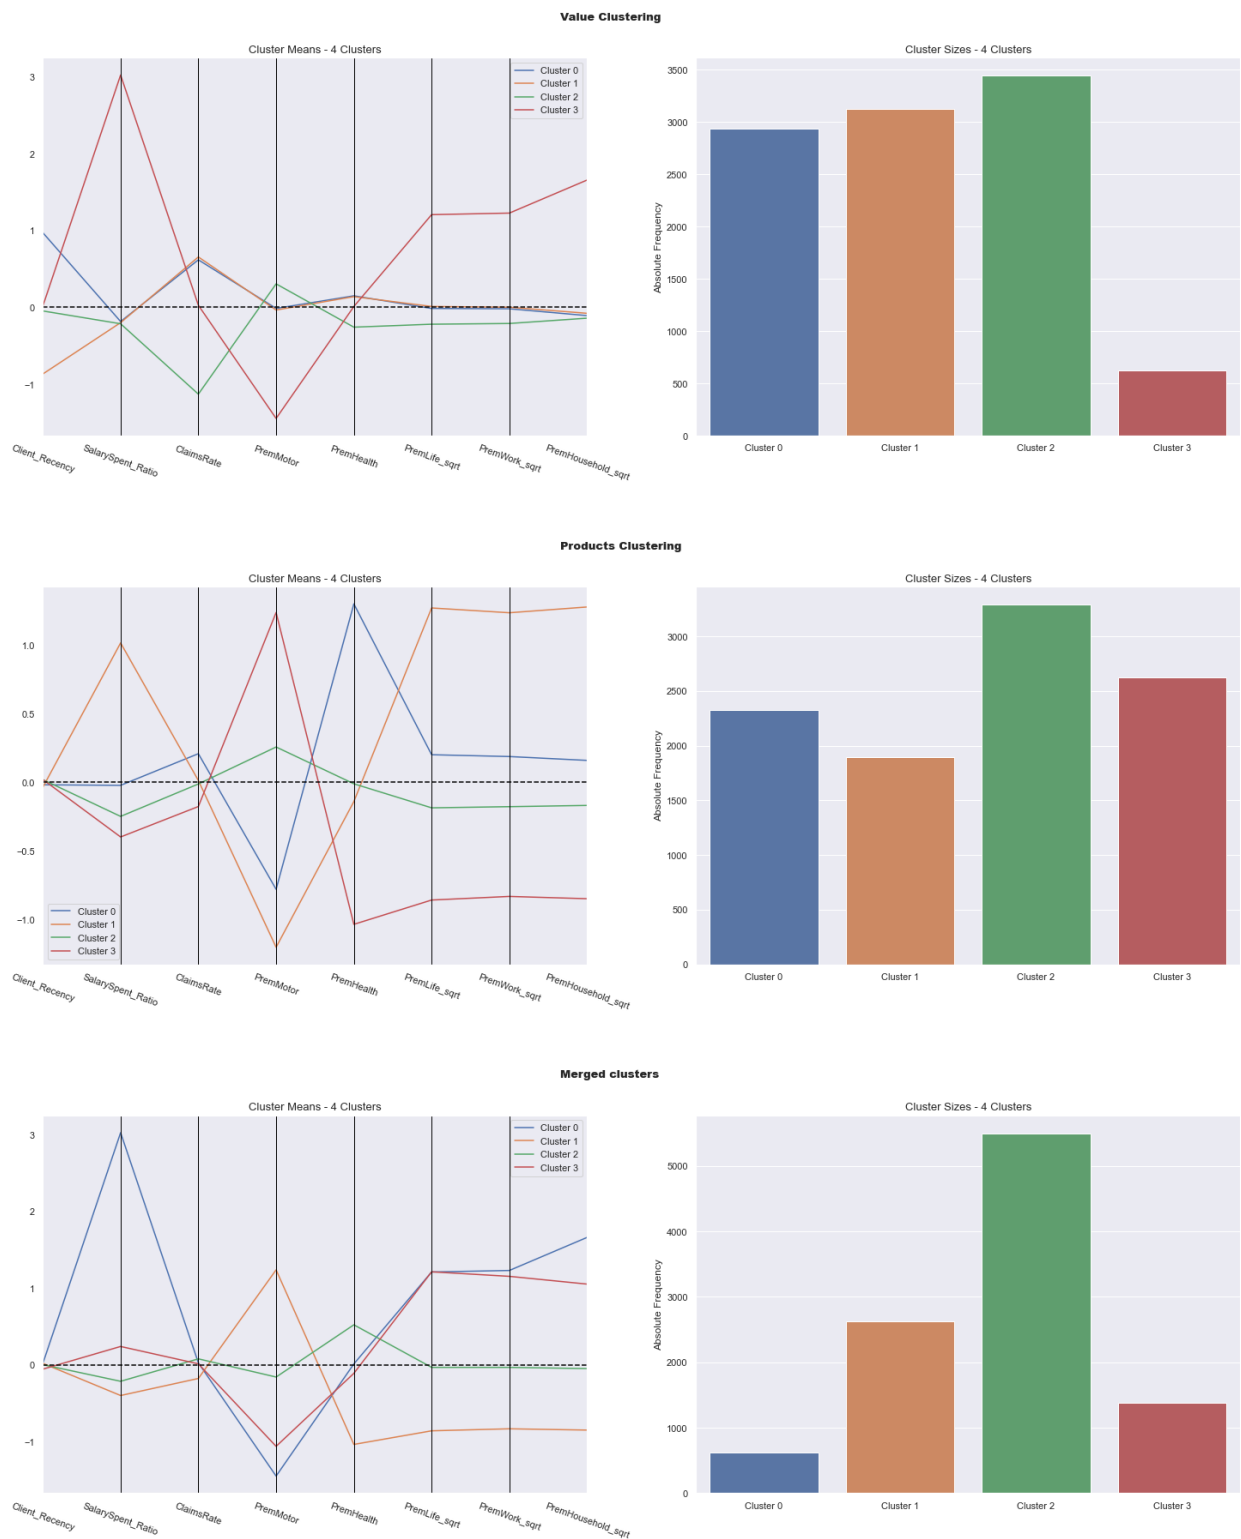 Value Clustering
Cluster Means - 4 Clusters
Cluster 0
Cluster 1
Cluster 2
Cluster 3
3
2
1
0
−1
Client_Recency
SalarySpent_Ratio
ClaimsRate
PremMotor
PremHealth
PremLife_sqrt
PremWork_sqrt
PremHousehold_sqrt
Cluster Sizes - 4 Clusters
Absolute Frequency
3500
3000
2500
2000
1500
1000
500
0
Cluster 0
Cluster 1
Cluster 2
Cluster 3
Products Clustering
Cluster Means - 4 Clusters
1.0
0.5
0.0
−0.5
−1.0
Cluster 0
Cluster 1
Cluster 2
Cluster 3
Client_Recency
SalarySpent_Ratio
ClaimsRate
PremMotor
PremHealth
PremLife_sqrt
PremWork_sqrt
PremHousehold_sqrt
Cluster Sizes - 4 Clusters
Absolute Frequency
3000
2500
2000
1500
1000
500
0
Cluster 0
Cluster 1
Cluster 2
Cluster 3
Merged clusters
Cluster Means - 4 Clusters
Cluster 0
Cluster 1
Cluster 2
Cluster 3
3
2
1
0
−1
Client_Recency
SalarySpent_Ratio
ClaimsRate
PremMotor
PremHealth
PremLife_sqrt
PremWork_sqrt
PremHousehold_sqrt
Cluster Sizes - 4 Clusters
Absolute Frequency
5000
4000
3000
2000
1000
0
Cluster 0
Cluster 1
Cluster 2
Cluster 3